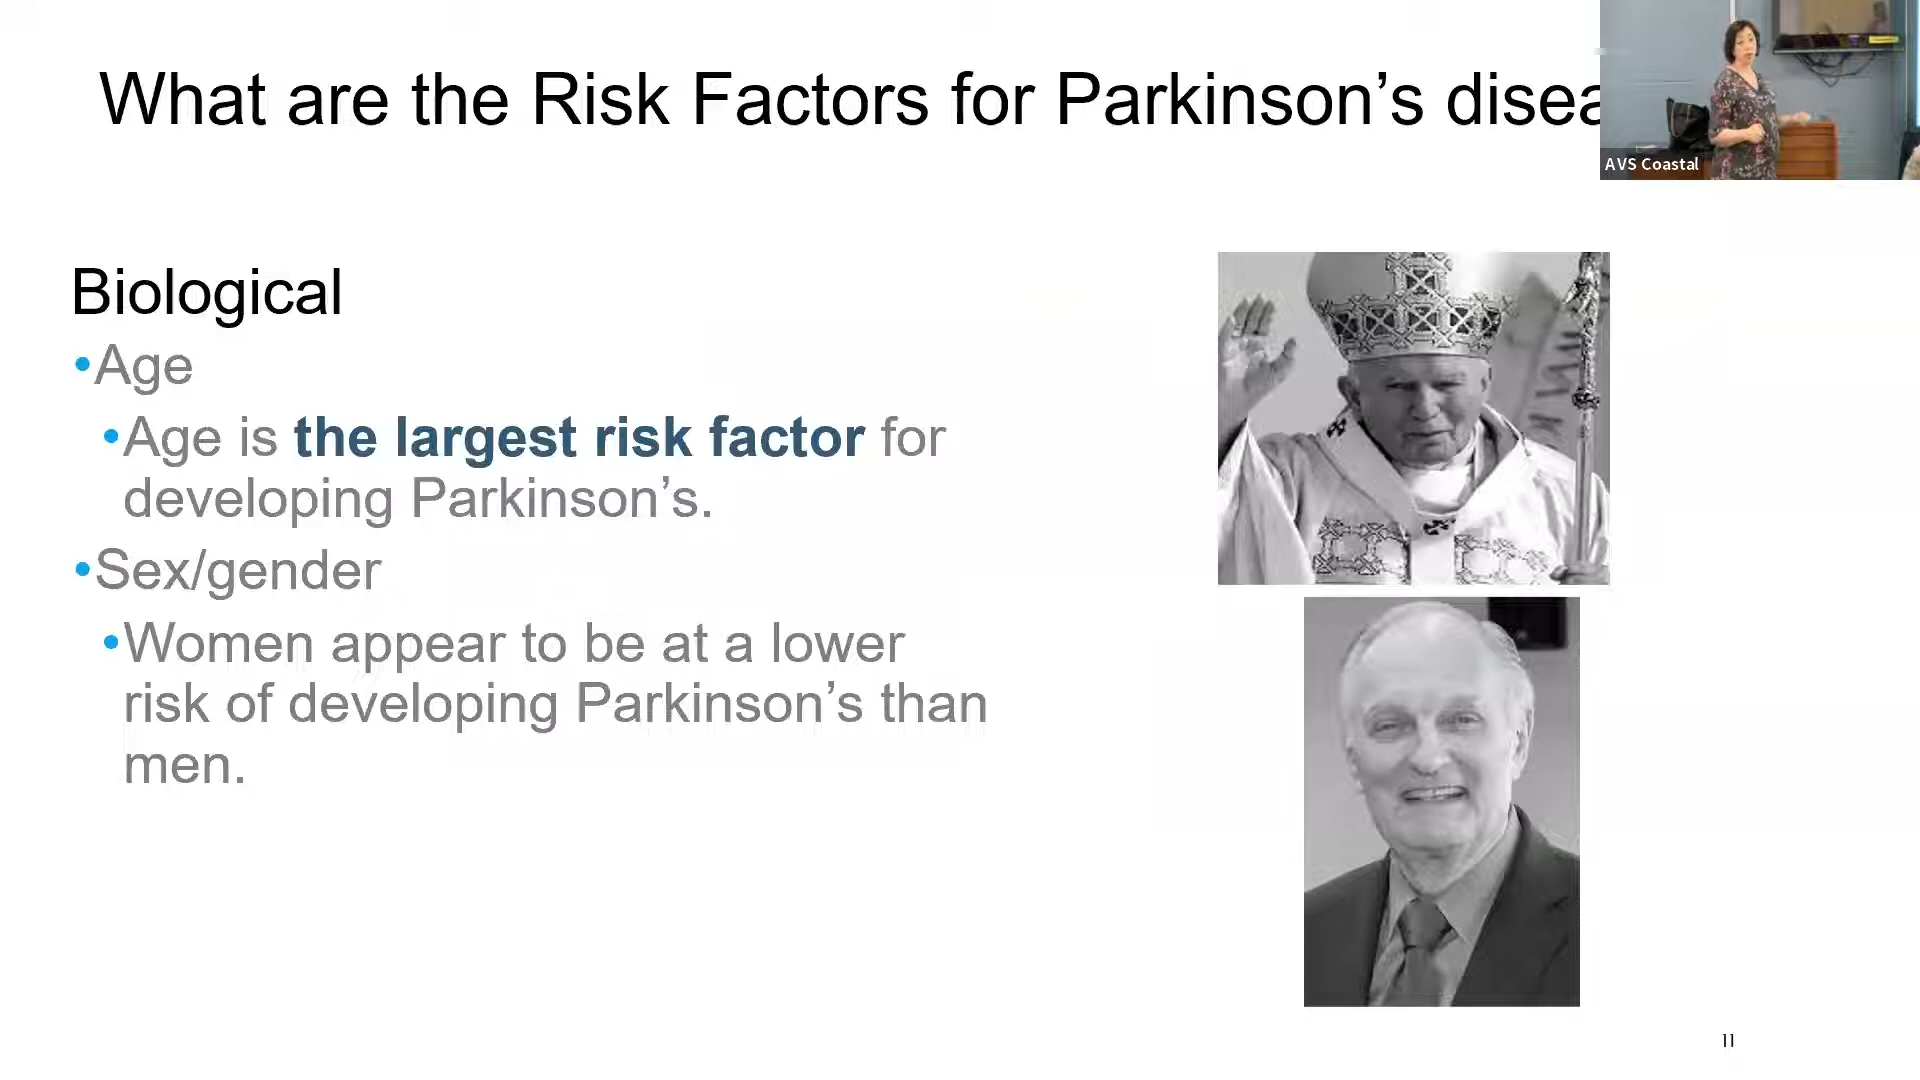 What are the Risk Factors for Parkinson’s disea
AVS Coastal
Biological
•Age
•Age is the largest risk factor for
developing Parkinson’s.
•Sex/gender
•Women appear to be at a lower
risk of developing Parkinson’s than
men.
11